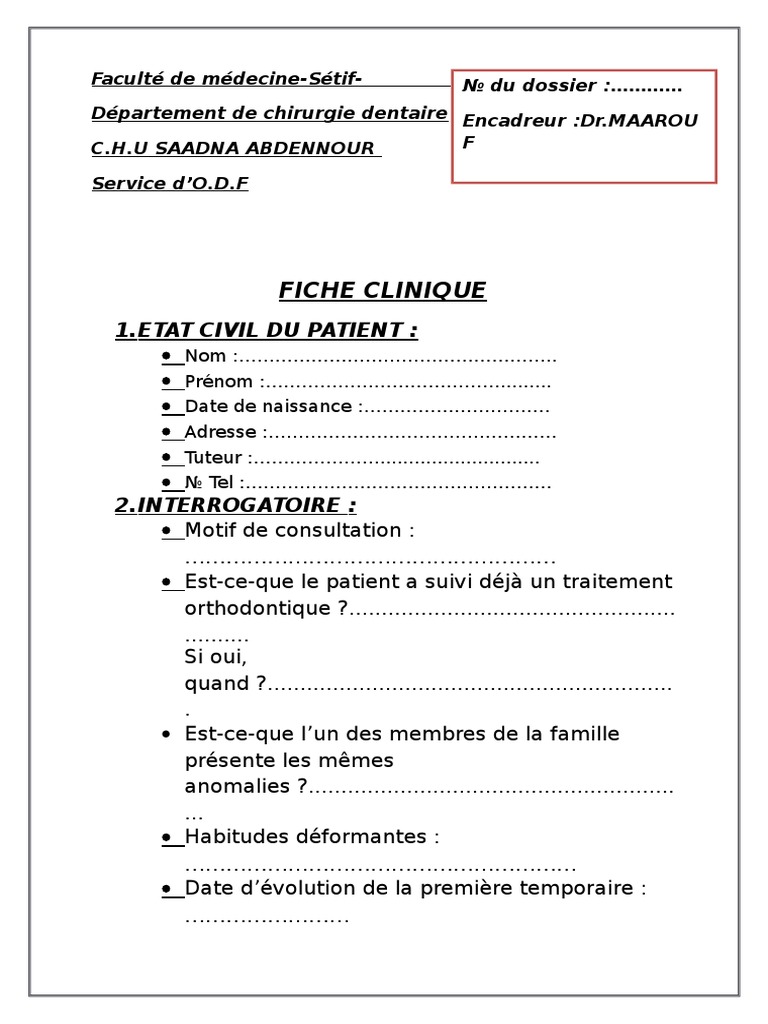 Faculté de médecine-Sétif-
Département de chirurgie dentaire
C.H.U SAADNA ABDENNOUR
Service d’O.D.F
№ du dossier :............
Encadreur :Dr.MAAROU
F
FICHE CLINIQUE
1.ETAT CIVIL DU PATIENT :
• Nom :.....................................................
• Prénom :................................................
• Date de naissance :...............................
• Adresse :................................................
• Tuteur :................................................
• № Tel :...................................................
2.INTERROGATOIRE :
• Motif de consultation :
......................................................
• Est-ce-que le patient a suivi déjà un traitement
orthodontique ?..................................................
..........
Si oui,
quand ?..............................................................
.
• Est-ce-que l’un des membres de la famille
présente les mêmes
anomalies ?........................................................
...
• Habitudes déformantes :
.........................................................
• Date d’évolution de la première temporaire :
........................